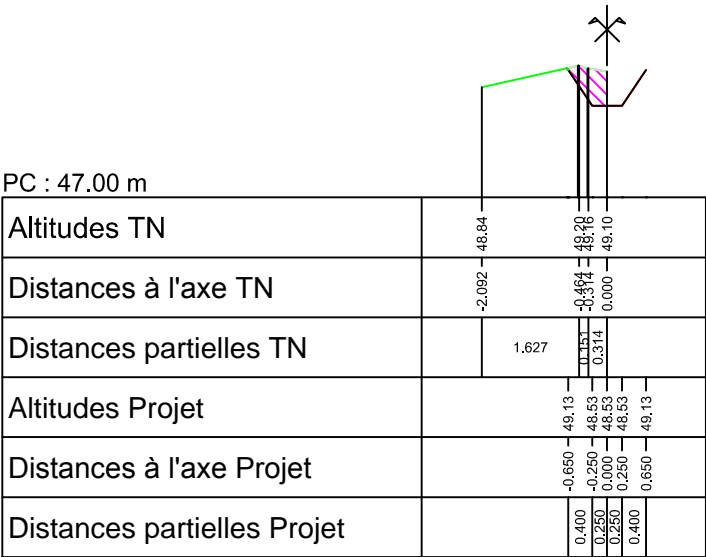 PC : 47.00 m
Altitudes TN
48.84 49.20 49.16 49.10
Distances à l'axe TN
-2.092 -0.464 -0.314 0.000
Distances partielles TN
1.627 0.151 0.314
Altitudes Projet
49.13 48.53 48.53 48.53 49.13
Distances à l'axe Projet
-0.650 -0.250 0.000 0.250 0.650
Distances partielles Projet
0.400 0.250 0.250 0.400